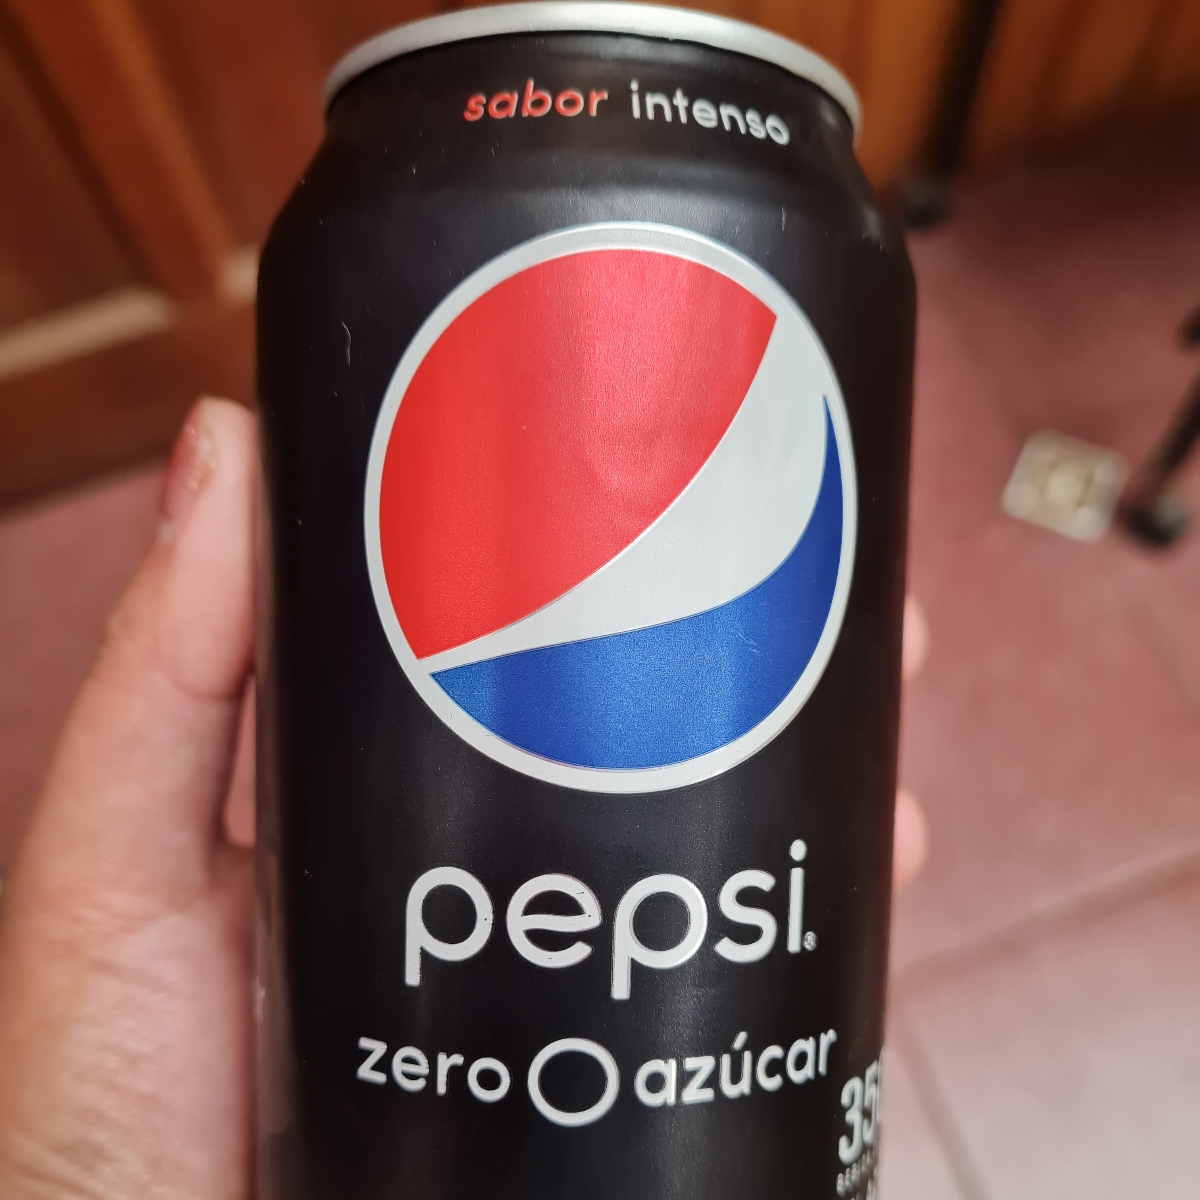 sabor intenso
pepsi®
zero O azúcar